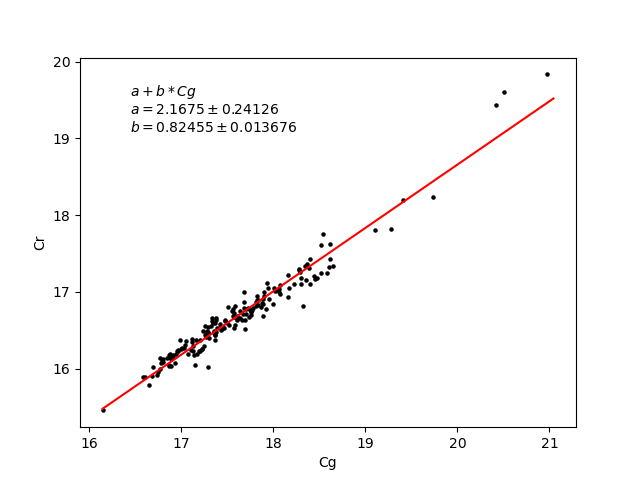 20
a + b * Cg
a = 2.1675 ± 0.24126
b = 0.82455 ± 0.013676
19
18
Cr
17
16
16 17 18 19 20 21
Cg